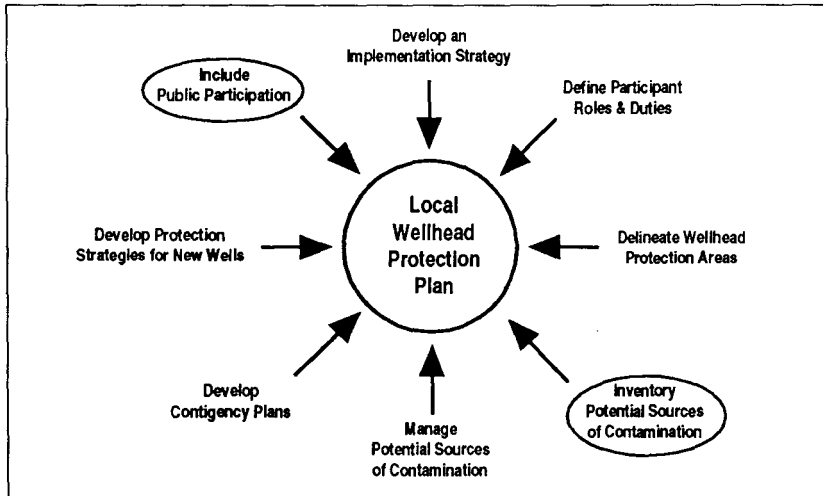 Develop an
Implementation Strategy
Define Participant
Roles & Duties
Delineate Wellhead
Protection Areas
Inventory
Potential Sources
of Contamination
Manage
Potential Sources
of Contamination
Develop
Contigency Plans
Develop Protection
Strategies for New Wells
Include
Public Participation
Local
Wellhead
Protection
Plan